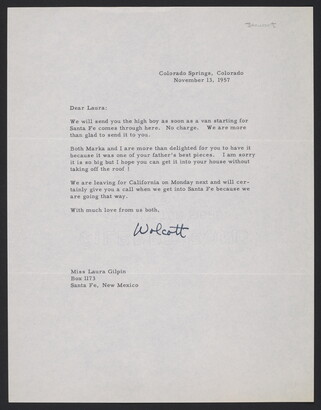 Colorado Springs, Colorado
November 13, 1957
Dear Laura:
We will send you the high boy as soon as a van starting for
Santa Fe comes through here. No charge. We are more
than glad to send it to you.
Both Marka and I are more than delighted for you to have it
because it was one of your father's best pieces. I am sorry
it is so big but I hope you can get it into your house without
taking off the roof !
We are leaving for California on Monday next and will cer-
tainly give you a call when we get into Santa Fe because we
are going that way.
With much love from us both,
Wolcott
Miss Laura Gilpin
Box 1173
Santa Fe, New Mexico